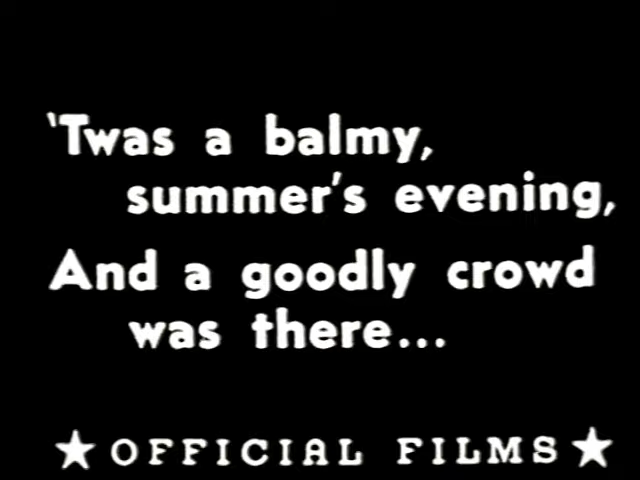 ‘Twas a balmy,
summer's evening,
And a goodly crowd
was there...
★ OFFICIAL FILMS ★